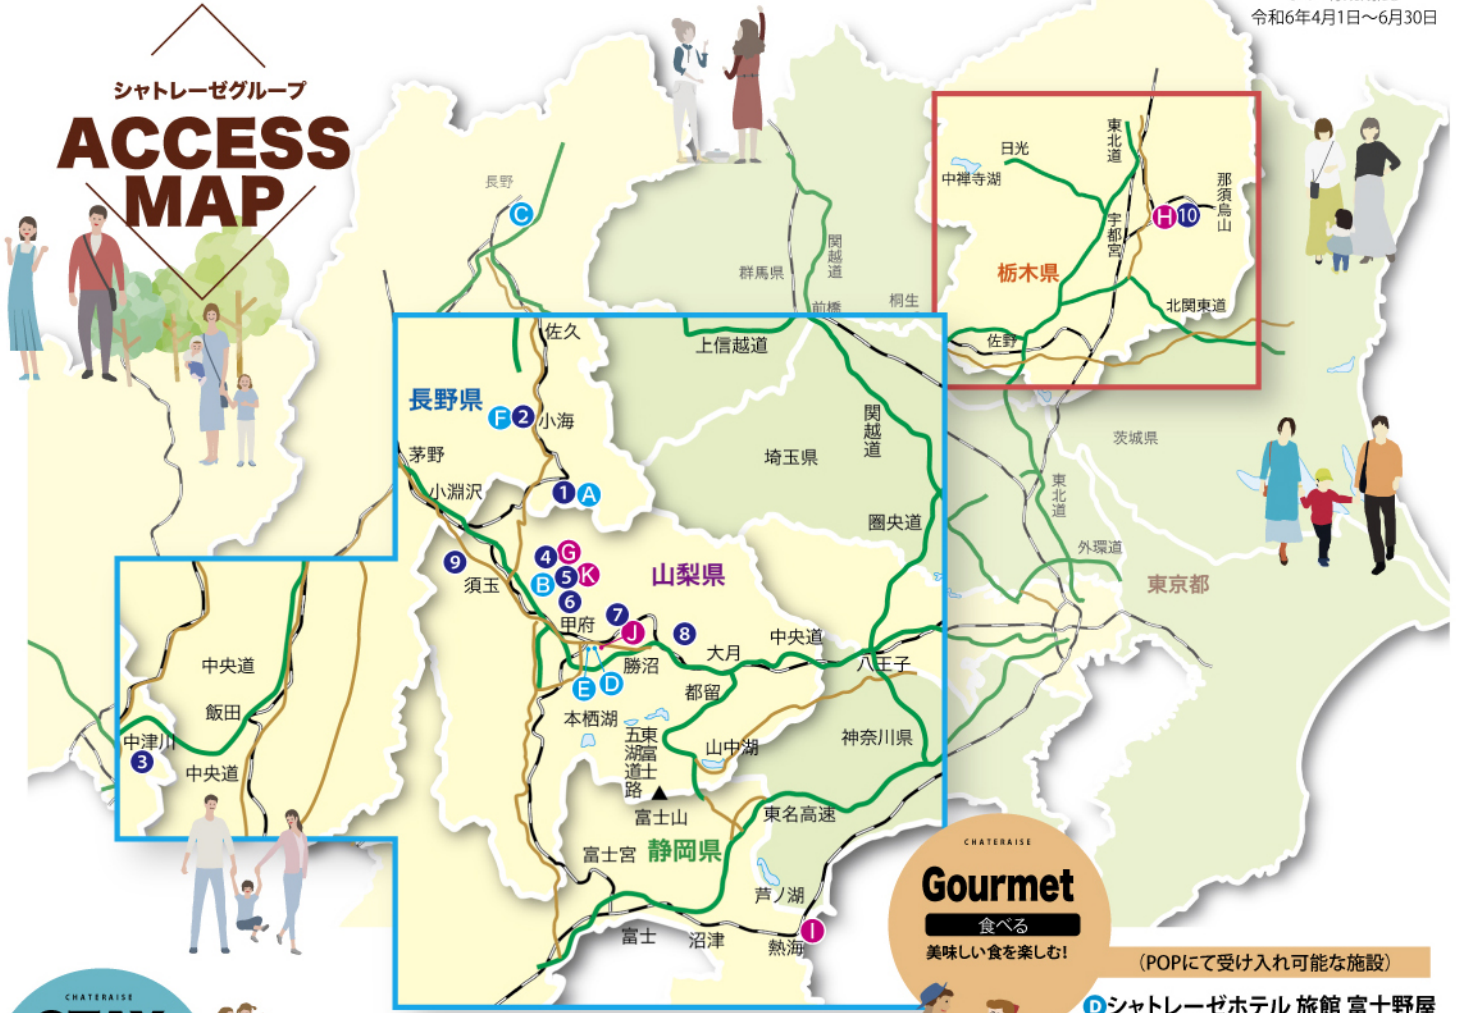 令和6年4月1日～6月30日
シャトレーゼグループ
ACCESS
MAP
長野
C
群馬県
関越道
前橋
桐生
日光
中禅寺湖
東北道
宇都宮
那須烏山
H
10
栃木県
北関東道
佐野
佐久
上信越道
長野県
F
2
小海
茅野
小淵沢
1
A
関越道
埼玉県
圏央道
茨城県
東北道
外環道
東京都
9
須玉
4
G
B
5
K
6
山梨県
甲府
7
J
8
勝沼
大月
中央道
八王子
E
D
都留
本栖湖
東富士
五湖道路
山中湖
神奈川県
富士山
東名高速
富士宮
静岡県
芦ノ湖
富士
沼津
熱海
I
中央道
飯田
中津川
3
中央道
CHATERAISE
Gourmet
食べる
美味しい食を楽しむ!
(POPにて受け入れ可能な施設)
Dシャトレーゼホテル 旅館 富士野屋
CHATERAISE